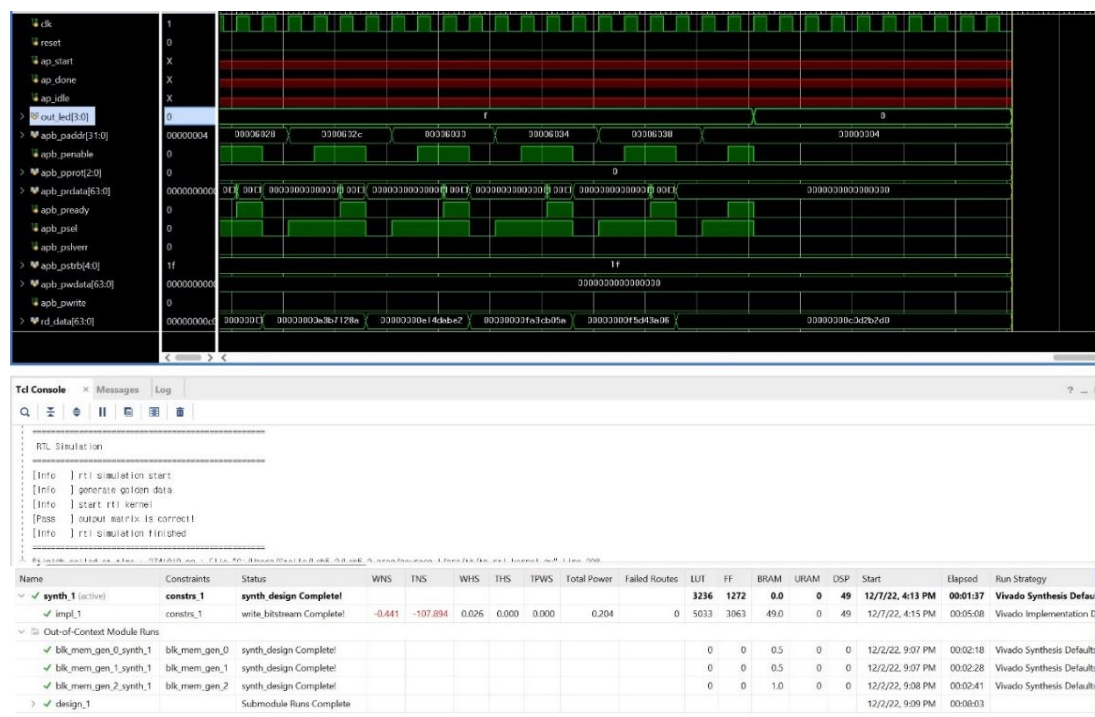 clk 1
reset 0
ap_start X
ap_done X
ap_idle X
out_led[3:0] 0 f 0
apb_paddr[31:0] 00000004 00006028 0000602c 00006030 00006034 00006038 00000004
apb_penable 0
apb_pprot[2:0] 0 0
apb_prdata[63:0] 0000000000000000
apb_pready 0
apb_psel 0
apb_pslverr 0
apb_pstrb[4:0] 1f 1f
apb_pwdata[63:0] 0000000000000000
apb_pwrite 0
rd_data[63:0] 00000000a3b7128a 00000000e14dabe2 00000000fa3cb05a 00000000f5d43a06 00000000c0d2b2d0
Tcl Console × Messages Log ? _
RTL Simulation
[Info ] rtl simulation start
[Info ] generate golden data
[Info ] start rtl kernel
[Pass ] output matrix is correct!
[Info ] rtl simulation finished
Name Constraints Status WNS TNS WHS THS TPWS Total Power Failed Routes LUT FF BRAM URAM DSP Start Elapsed Run Strategy
synth_1 (active) constrs_1 synth_design Complete! 3236 1272 0.0 0 49 12/7/22, 4:13 PM 00:01:37 Vivado Synthesis Defau
impl_1 constrs_1 write_bitstream Complete! -0.441 -107.894 0.026 0.000 0.000 0.204 0 5033 3063 49.0 0 49 12/7/22, 4:15 PM 00:05:08 Vivado Implementation D
Out-of-Context Module Runs
blk_mem_gen_0_synth_1 blk_mem_gen_0 synth_design Complete! 0 0 0.5 0 0 12/2/22, 9:07 PM 00:02:18 Vivado Synthesis Default
blk_mem_gen_1_synth_1 blk_mem_gen_1 synth_design Complete! 0 0 0.5 0 0 12/2/22, 9:07 PM 00:02:28 Vivado Synthesis Default
blk_mem_gen_2_synth_1 blk_mem_gen_2 synth_design Complete! 0 0 1.0 0 0 12/2/22, 9:08 PM 00:02:41 Vivado Synthesis Default
design_1 Submodule Runs Complete 12/2/22, 9:09 PM 00:08:03